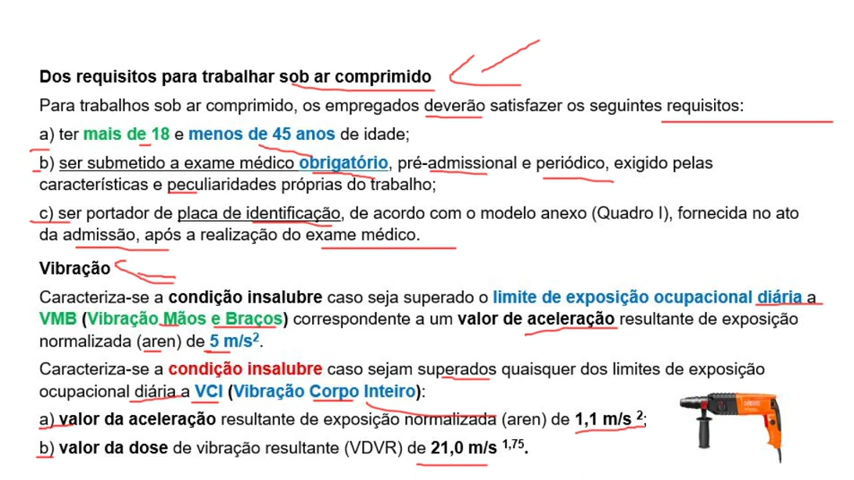 Dos requisitos para trabalhar sob ar comprimido
Para trabalhos sob ar comprimido, os empregados deverão satisfazer os seguintes requisitos:
a) ter mais de 18 e menos de 45 anos de idade;
b) ser submetido a exame médico obrigatório, pré-admissional e periódico, exigido pelas
características e peculiaridades próprias do trabalho;
c) ser portador de placa de identificação, de acordo com o modelo anexo (Quadro I), fornecida no ato
da admissão, após a realização do exame médico.
Vibração
Caracteriza-se a condição insalubre caso seja superado o limite de exposição ocupacional diária a
VMB (Vibração Mãos e Braços) correspondente a um valor de aceleração resultante de exposição
normalizada (aren) de 5 m/s².
Caracteriza-se a condição insalubre caso sejam superados quaisquer dos limites de exposição
ocupacional diária a VCI (Vibração Corpo Inteiro):
a) valor da aceleração resultante de exposição normalizada (aren) de 1,1 m/s ²;
b) valor da dose de vibração resultante (VDVR) de 21,0 m/s 1,75.